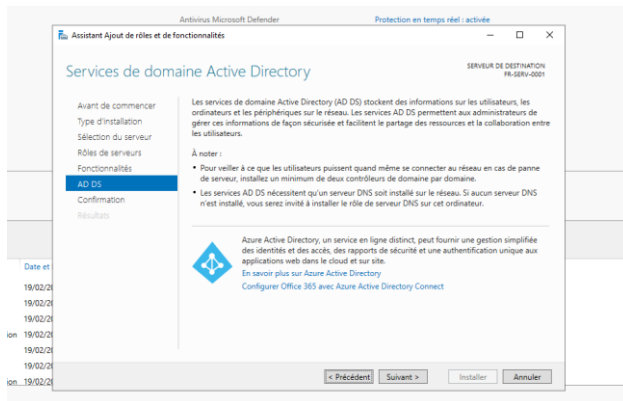 Antivirus Microsoft Defender
Protection en temps réel : activée
Assistant Ajout de rôles et de fonctionnalités
Services de domaine Active Directory
SERVEUR DE DESTINATION
FR-SERV-0001
Avant de commencer
Type d'installation
Sélection du serveur
Rôles de serveurs
Fonctionnalités
AD DS
Confirmation
Résultats
Les services de domaine Active Directory (AD DS) stockent des informations sur les utilisateurs, les
ordinateurs et les périphériques sur le réseau. Les services AD DS permettent aux administrateurs de
gérer ces informations de façon sécurisée et facilitent le partage des ressources et la collaboration entre
les utilisateurs.
À noter :
• Pour veiller à ce que les utilisateurs puissent quand même se connecter au réseau en cas de panne
de serveur, installez un minimum de deux contrôleurs de domaine par domaine.
• Les services AD DS nécessitent qu'un serveur DNS soit installé sur le réseau. Si aucun serveur DNS
n'est installé, vous serez invité à installer le rôle de serveur DNS sur cet ordinateur.
Azure Active Directory, un service en ligne distinct, peut fournir une gestion simplifiée
des identités et des accès, des rapports de sécurité et une authentification unique aux
applications web dans le cloud et sur site.
En savoir plus sur Azure Active Directory
Configurer Office 365 avec Azure Active Directory Connect
Date et
19/02/20
19/02/20
19/02/20
ion 19/02/20
19/02/20
19/02/20
ion 19/02/20
< Précédent
Suivant >
Installer
Annuler